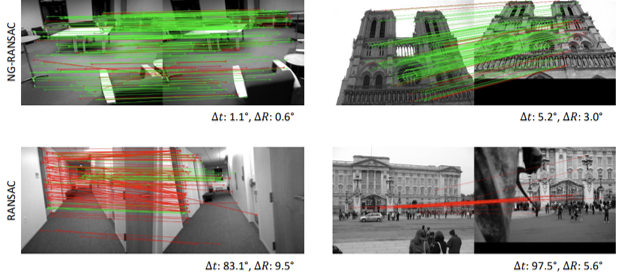 NG-RANSAC
Δt: 1.1°, ΔR: 0.6°
Δt: 5.2°, ΔR: 3.0°
RANSAC
Δt: 83.1°, ΔR: 9.5°
Δt: 97.5°, ΔR: 5.6°